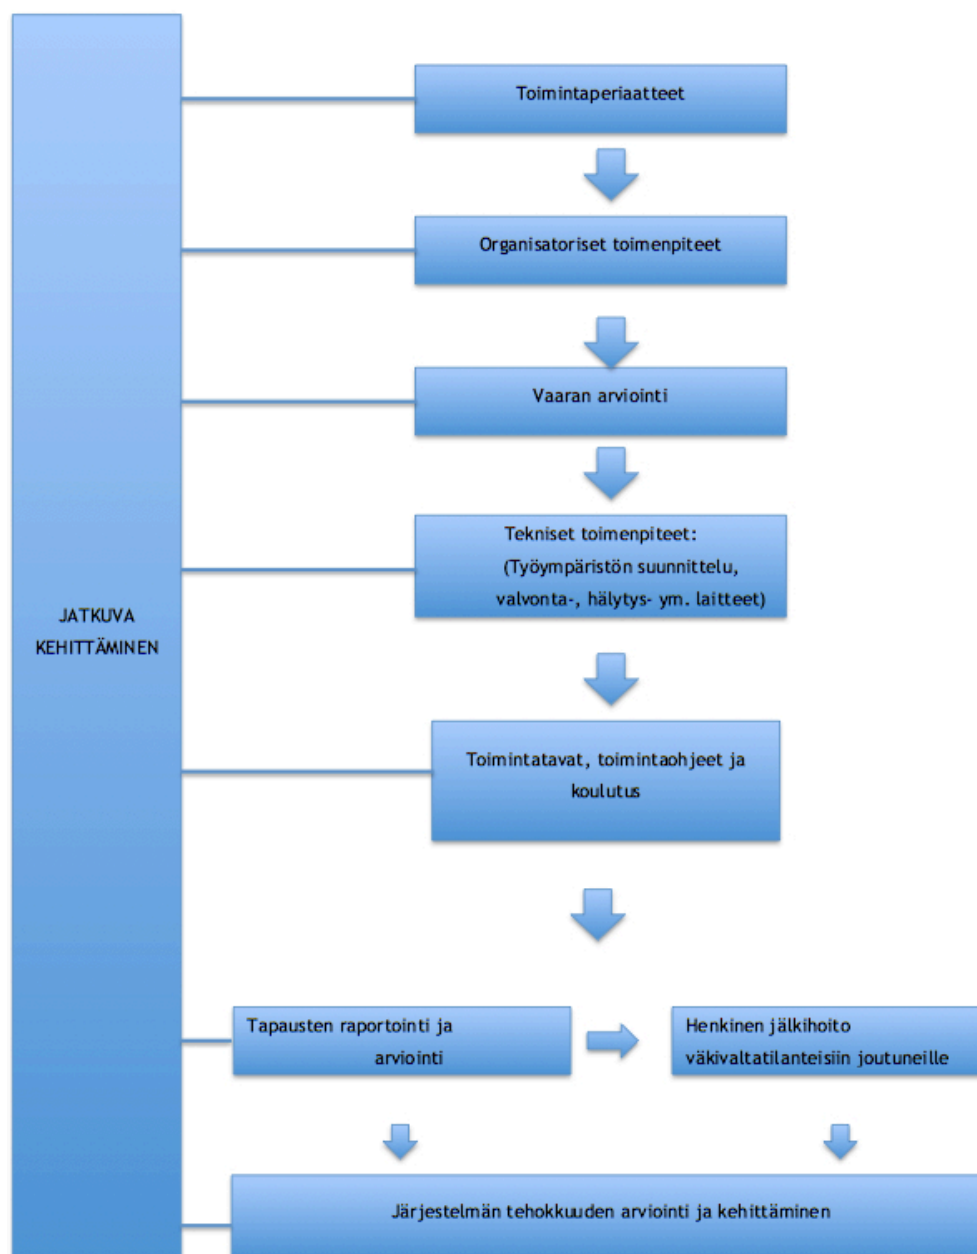 Toimintaperiaatteet
Organisatoriset toimenpiteet
Vaaran arviointi
Tekniset toimenpiteet:
(Työympäristön suunnittelu,
valvonta-, hälytys- ym. laitteet)
JATKUVA
KEHITTÄMINEN
Toimintatavat, toimintaohjeet ja
koulutus
Tapausten raportointi ja
arviointi
Henkinen jälkihoito
väkivaltatilanteisiin joutuneille
Järjestelmän tehokkuuden arviointi ja kehittäminen